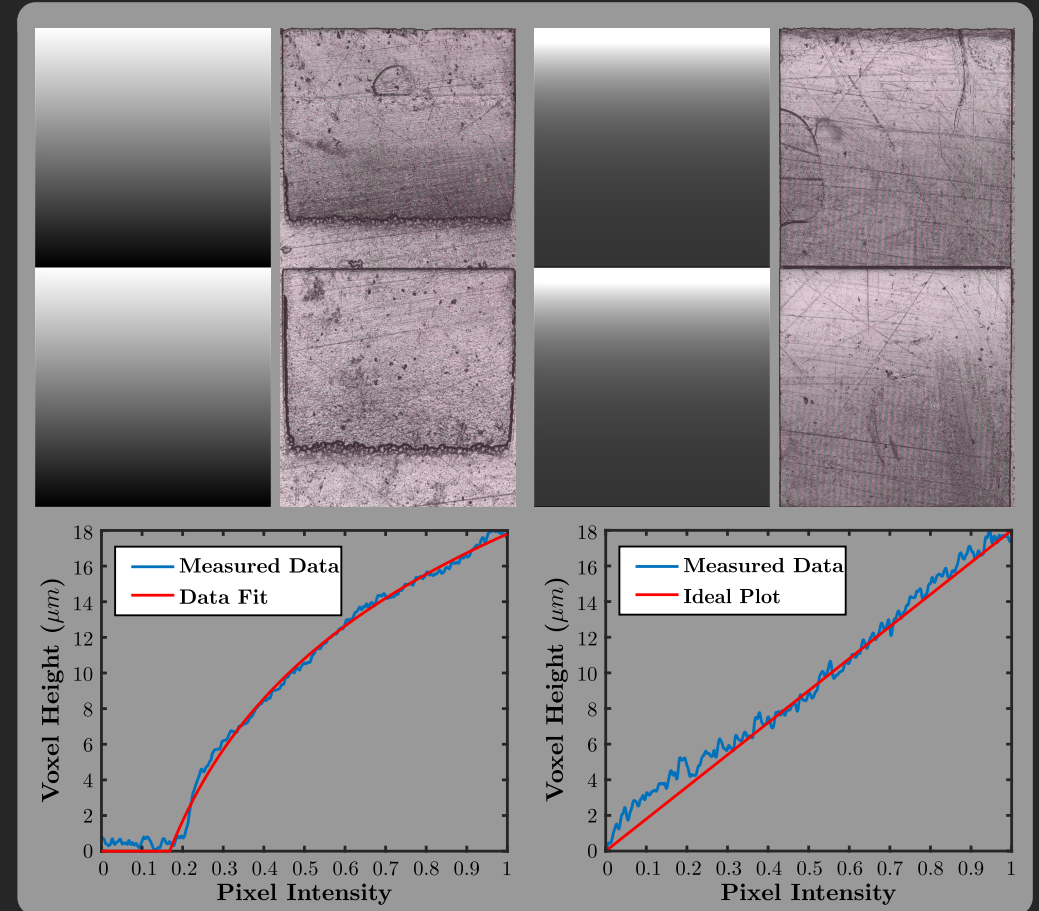 18
16
14
12
10
8
6
4
2
0
Voxel Height (μm)
Measured Data
Data Fit
0 0.1 0.2 0.3 0.4 0.5 0.6 0.7 0.8 0.9 1
Pixel Intensity
18
16
14
12
10
8
6
4
2
0
Voxel Height (μm)
Measured Data
Ideal Plot
0 0.1 0.2 0.3 0.4 0.5 0.6 0.7 0.8 0.9 1
Pixel Intensity